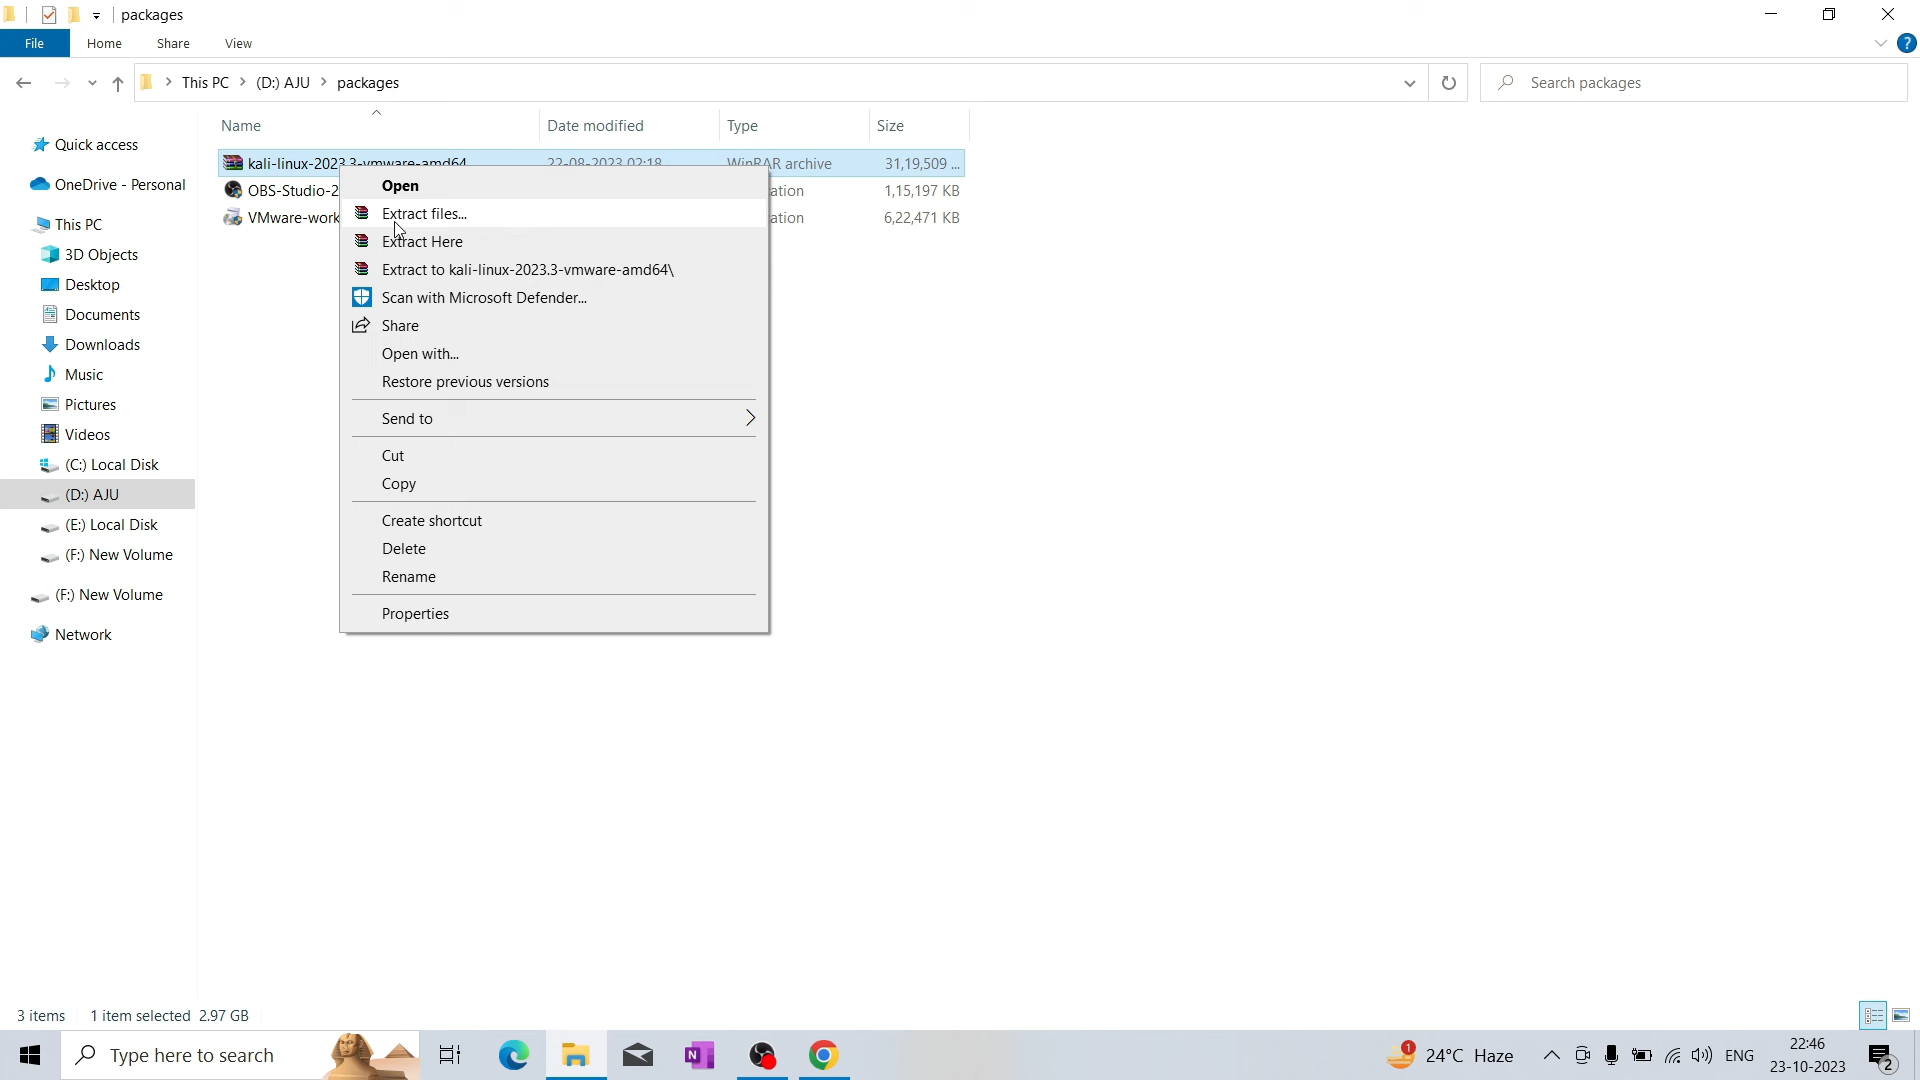 packages
File Home Share View
This PC (D:) AJU packages
Search packages
Name Date modified Type Size
kali-linux-2023.3-vmware-amd64 22-08-2023 02:18 WinRAR archive 31,19,509 ...
OBS-Studio-2 ation 1,15,197 KB
VMware-work ation 6,22,471 KB
Open
Extract files...
Extract Here
Extract to kali-linux-2023.3-vmware-amd64\
Scan with Microsoft Defender...
Share
Open with...
Restore previous versions
Send to
Cut
Copy
Create shortcut
Delete
Rename
Properties
Quick access
OneDrive - Personal
This PC
3D Objects
Desktop
Documents
Downloads
Music
Pictures
Videos
(C:) Local Disk
(D:) AJU
(E:) Local Disk
(F:) New Volume
(F:) New Volume
Network
3 items 1 item selected 2.97 GB
Type here to search
N
1
24°C Haze
ENG
22:46
23-10-2023
2